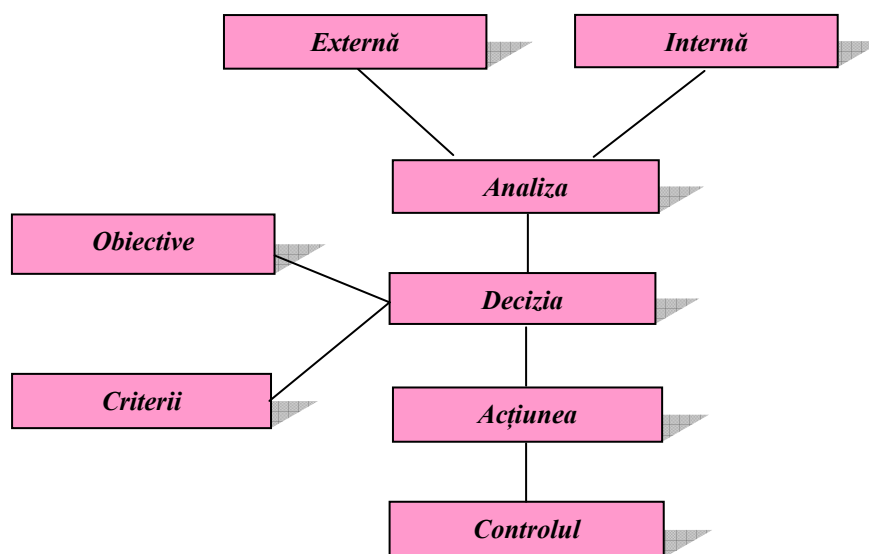 Externă
Internă
Analiza
Obiective
Decizia
Criterii
Acțiunea
Controlul